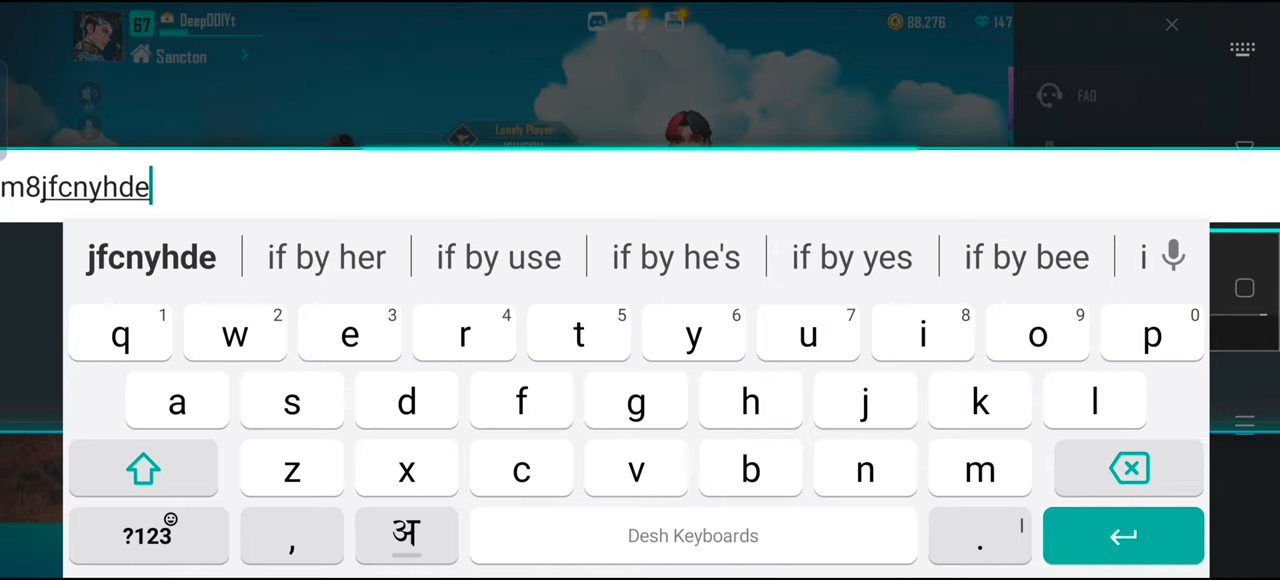 67 Deep001Yt
88.276 147
Sancton
FAQ
Lonely Player
m8jfcnyhde
jfcnyhde if by her if by use if by he's if by yes if by bee i
1 2 3 4 5 6 7 8 9 0
q w e r t y u i o p
a s d f g h j k l
z x c v b n m
?123 , अ Desh Keyboards . |